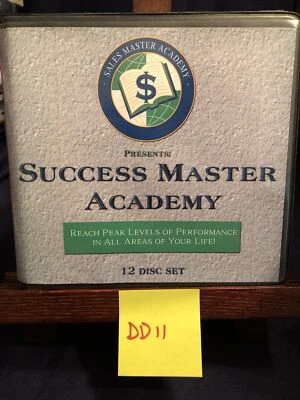 SALES MASTER ACADEMY
$
PRESENTS:
SUCCESS MASTER
ACADEMY
REACH PEAK LEVELS OF PERFORMANCE
IN ALL AREAS OF YOUR LIFE!
12 DISC SET
DD11